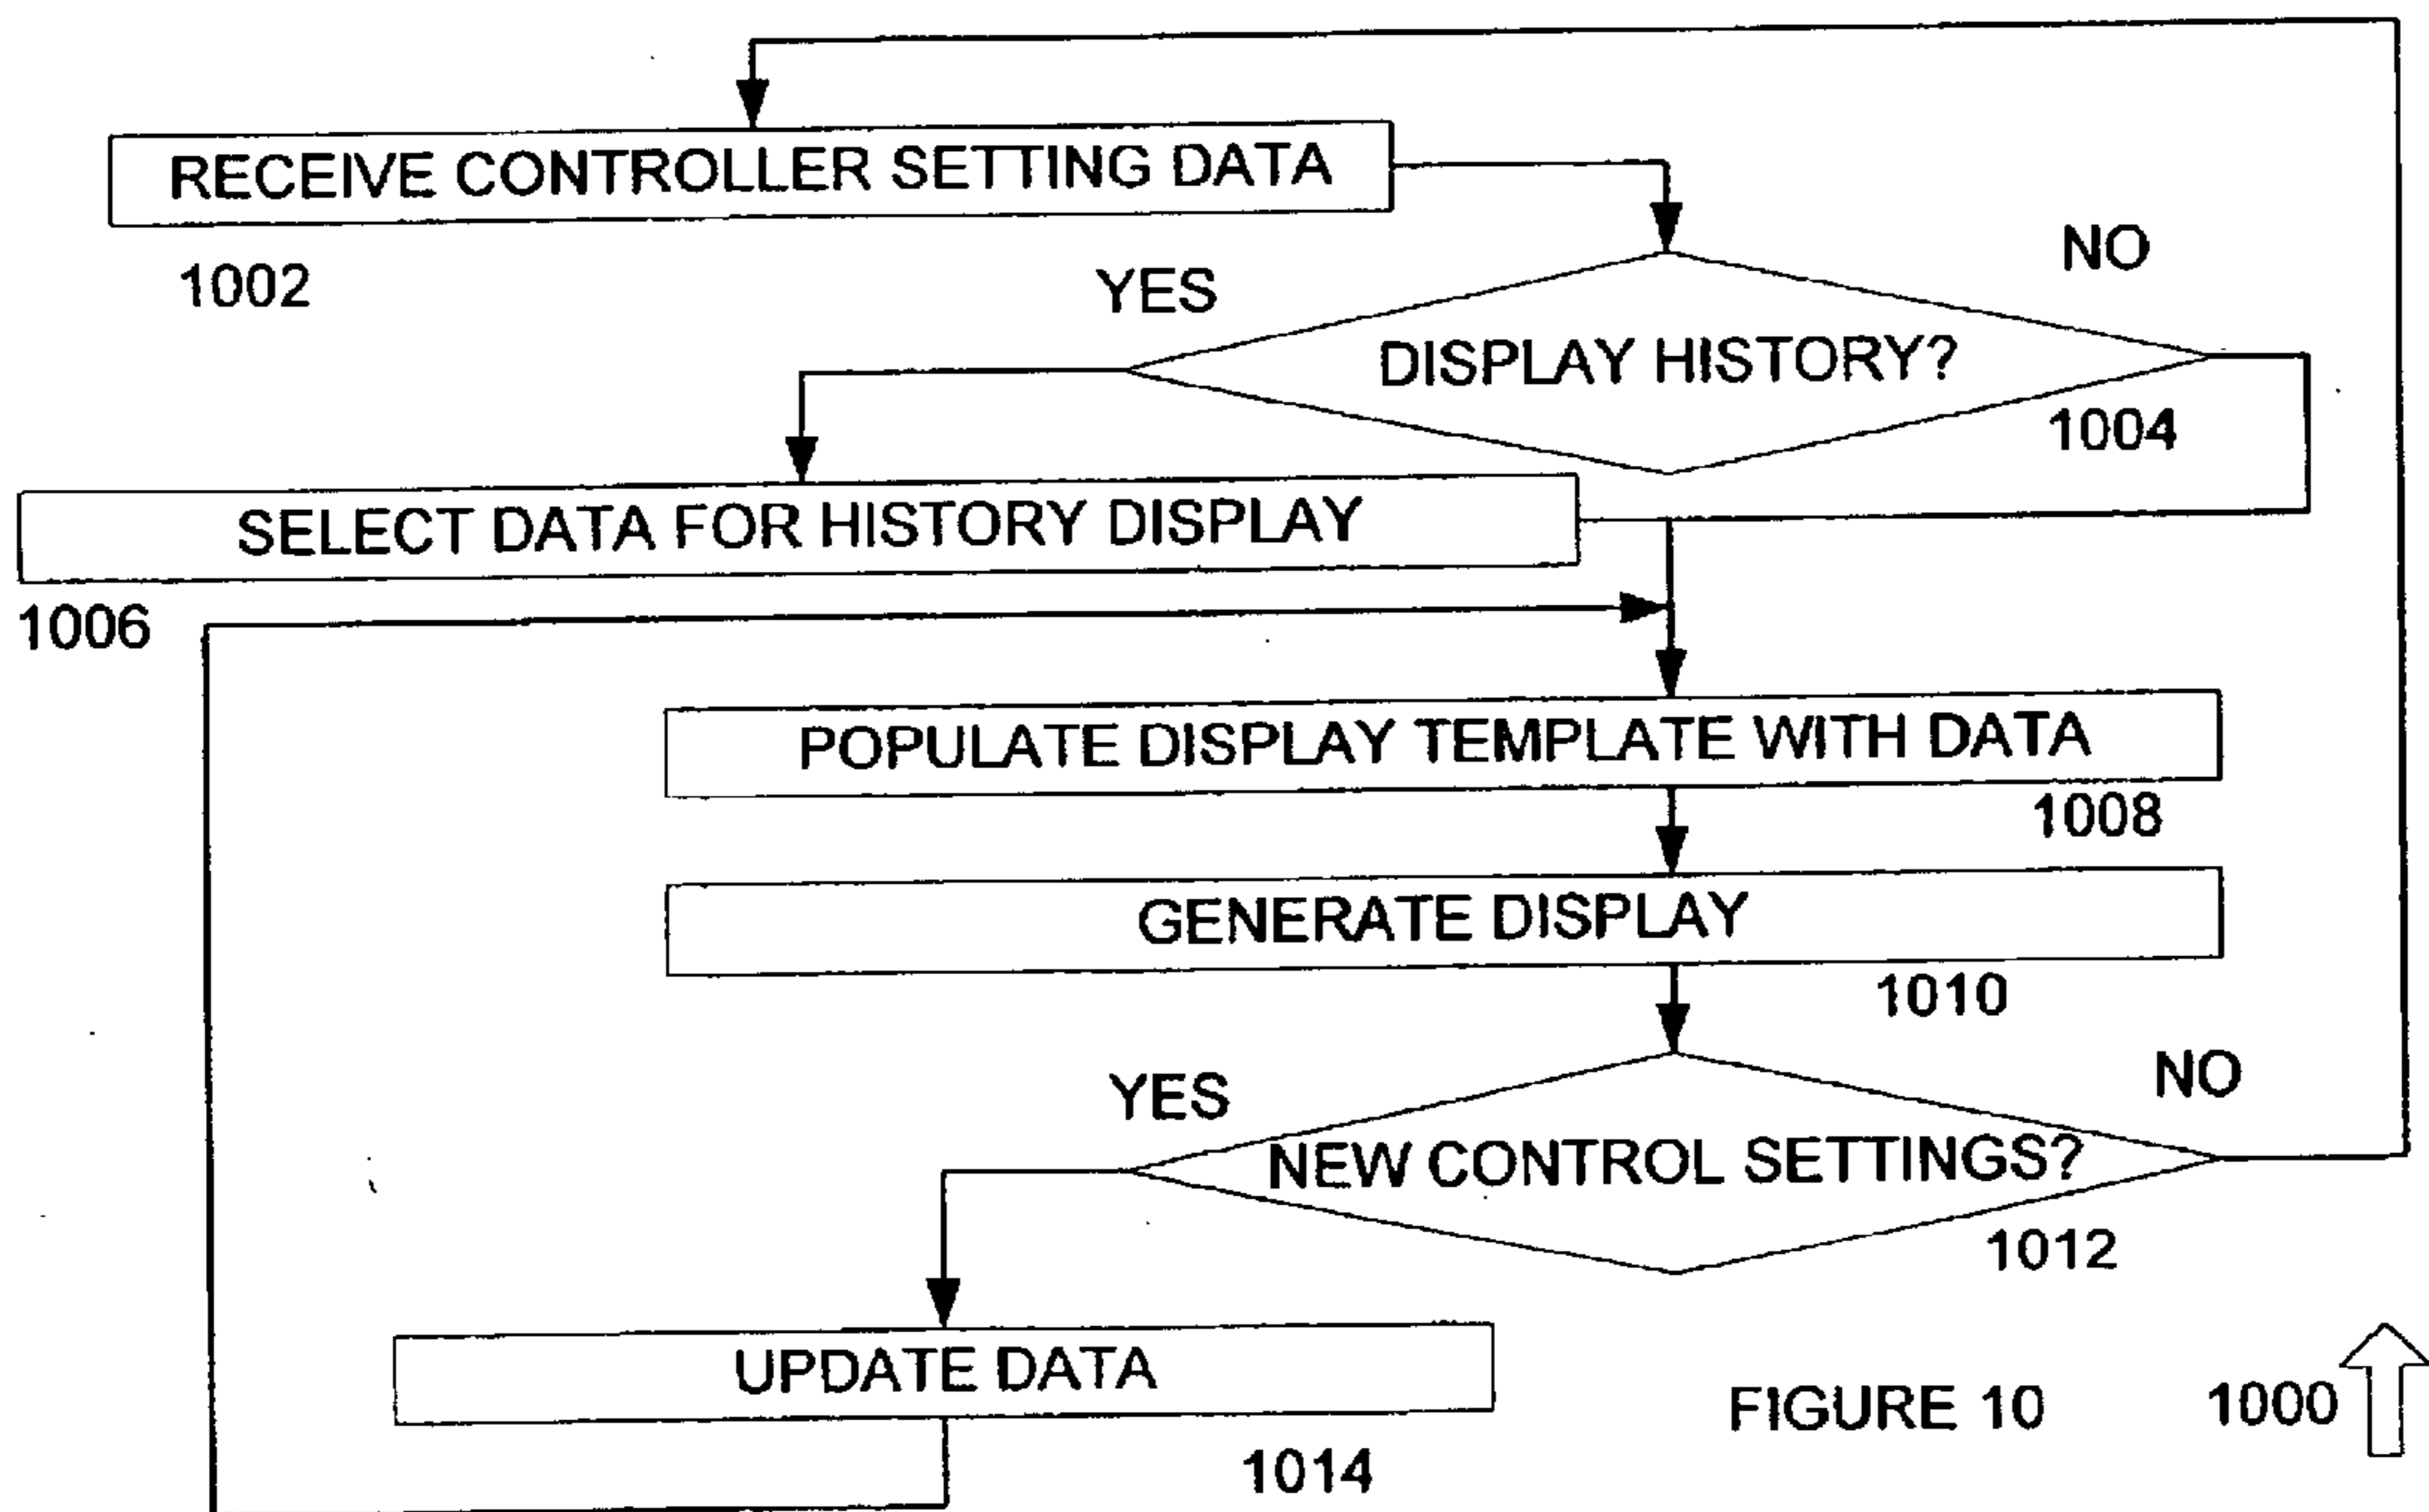 RECEIVE CONTROLLER SETTING DATA
1002
YES
NO
DISPLAY HISTORY?
1004
SELECT DATA FOR HISTORY DISPLAY
1006
POPULATE DISPLAY TEMPLATE WITH DATA
1008
GENERATE DISPLAY
1010
YES
NO
NEW CONTROL SETTINGS?
1012
UPDATE DATA
1014
FIGURE 10
1000